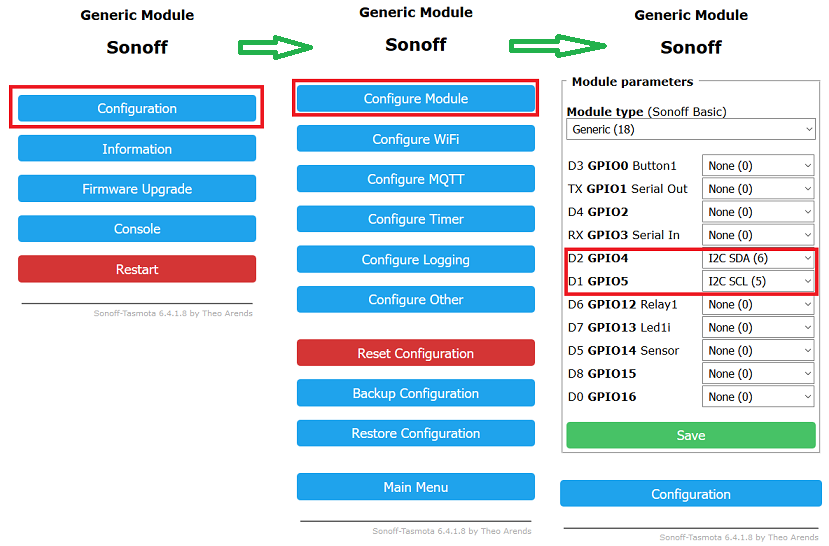 Generic Module
Sonoff
Configuration
Information
Firmware Upgrade
Console
Restart
Sonoff-Tasmota 6.4.1.8 by Theo Arends
Generic Module
Sonoff
Configure Module
Configure WiFi
Configure MQTT
Configure Timer
Configure Logging
Configure Other
Reset Configuration
Backup Configuration
Restore Configuration
Main Menu
Sonoff-Tasmota 6.4.1.8 by Theo Arends
Generic Module
Sonoff
Module parameters
Module type (Sonoff Basic)
Generic (18)
D3 GPIO0 Button1 None (0)
TX GPIO1 Serial Out None (0)
D4 GPIO2 None (0)
RX GPIO3 Serial In None (0)
D2 GPIO4 I2C SDA (6)
D1 GPIO5 I2C SCL (5)
D6 GPIO12 Relay1 None (0)
D7 GPIO13 Led1i None (0)
D5 GPIO14 Sensor None (0)
D8 GPIO15 None (0)
D0 GPIO16 None (0)
Save
Configuration
Sonoff-Tasmota 6.4.1.8 by Theo Arends